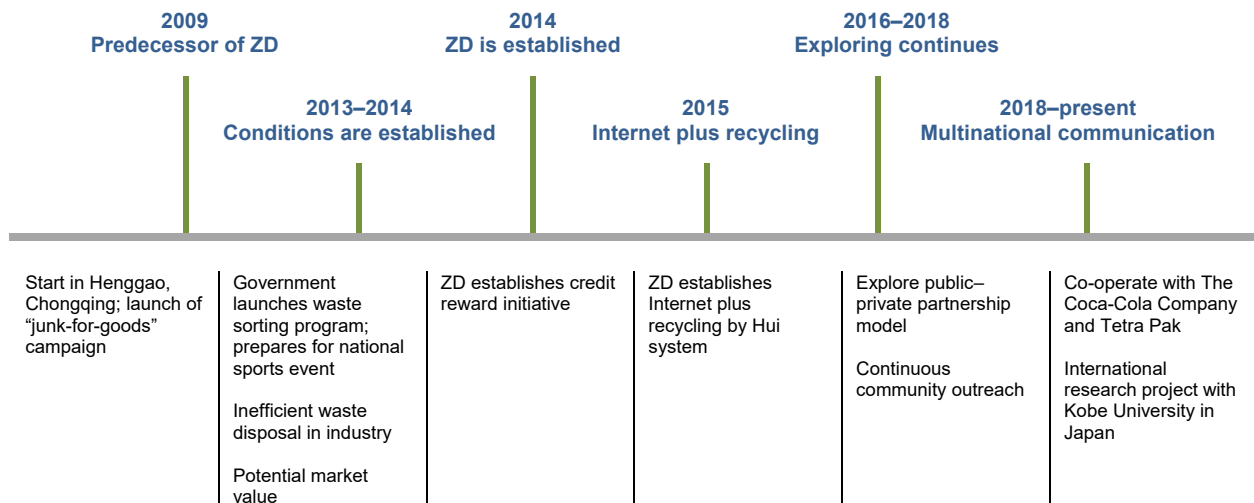 2009
Predecessor of ZD
2014
ZD is established
2016–2018
Exploring continues
2013–2014
Conditions are established
2015
Internet plus recycling
2018–present
Multinational communication
Start in Henggao,
Chongqing; launch of
“junk-for-goods”
campaign
Government
launches waste
sorting program;
prepares for national
sports event
Inefficient waste
disposal in industry
Potential market
value
ZD establishes credit
reward initiative
ZD establishes
Internet plus
recycling by Hui
system
Explore public–
private partnership
model
Continuous
community outreach
Co-operate with The
Coca-Cola Company
and Tetra Pak
International
research project with
Kobe University in
Japan